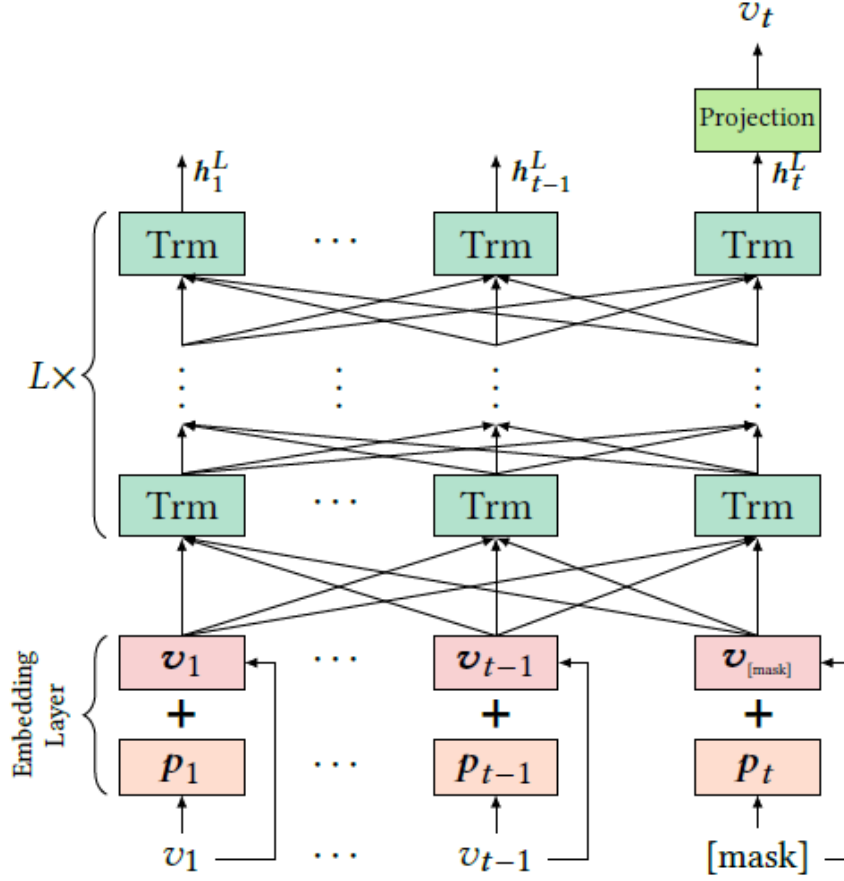 v_t
Projection
h_1^L h_{t-1}^L h_t^L
Trm ··· Trm Trm
L×
Trm ··· Trm Trm
Embedding
Layer
v_1 ··· v_{t-1} v_{[mask]}
+ + +
p_1 ··· p_{t-1} p_t
v_1 ··· v_{t-1} [mask]